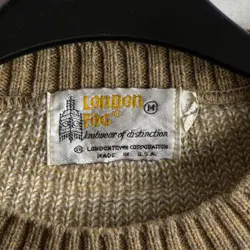 LONDON
FOG®
M
knitwear of distinction
® LONDONTOWN CORPORATION
MADE IN U.S.A.